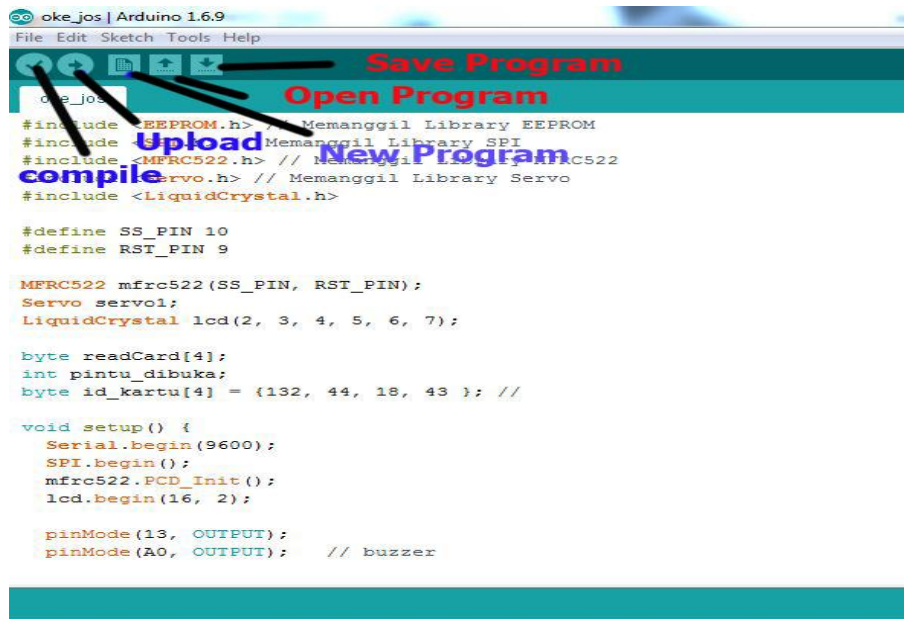 oke_jos | Arduino 1.6.9
File Edit Sketch Tools Help
Save Program
Open Program
oke_jos
#include <EEPROM.h> // Memanggil Library EEPROM
Upload
#include <SPI.h> // Memanggil Library SPI
New Program
#include <MFRC522.h> // Memanggil Library MFRC522
compile
#include <Servo.h> // Memanggil Library Servo
#include <LiquidCrystal.h>
#define SS_PIN 10
#define RST_PIN 9
MFRC522 mfrc522(SS_PIN, RST_PIN);
Servo servo1;
LiquidCrystal lcd(2, 3, 4, 5, 6, 7);
byte readCard[4];
int pintu_dibuka;
byte id_kartu[4] = {132, 44, 18, 43 }; //
void setup() {
Serial.begin(9600);
SPI.begin();
mfrc522.PCD_Init();
lcd.begin(16, 2);
pinMode(13, OUTPUT);
pinMode(A0, OUTPUT); // buzzer